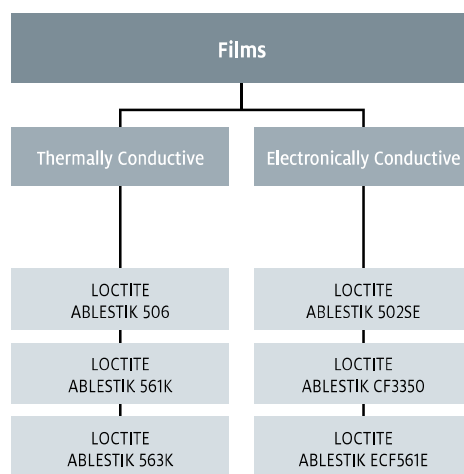 Films
Thermally Conductive
Electronically Conductive
LOCTITE
ABLESTIK 506
LOCTITE
ABLESTIK 502SE
LOCTITE
ABLESTIK 561K
LOCTITE
ABLESTIK CF3350
LOCTITE
ABLESTIK 563K
LOCTITE
ABLESTIK ECF561E